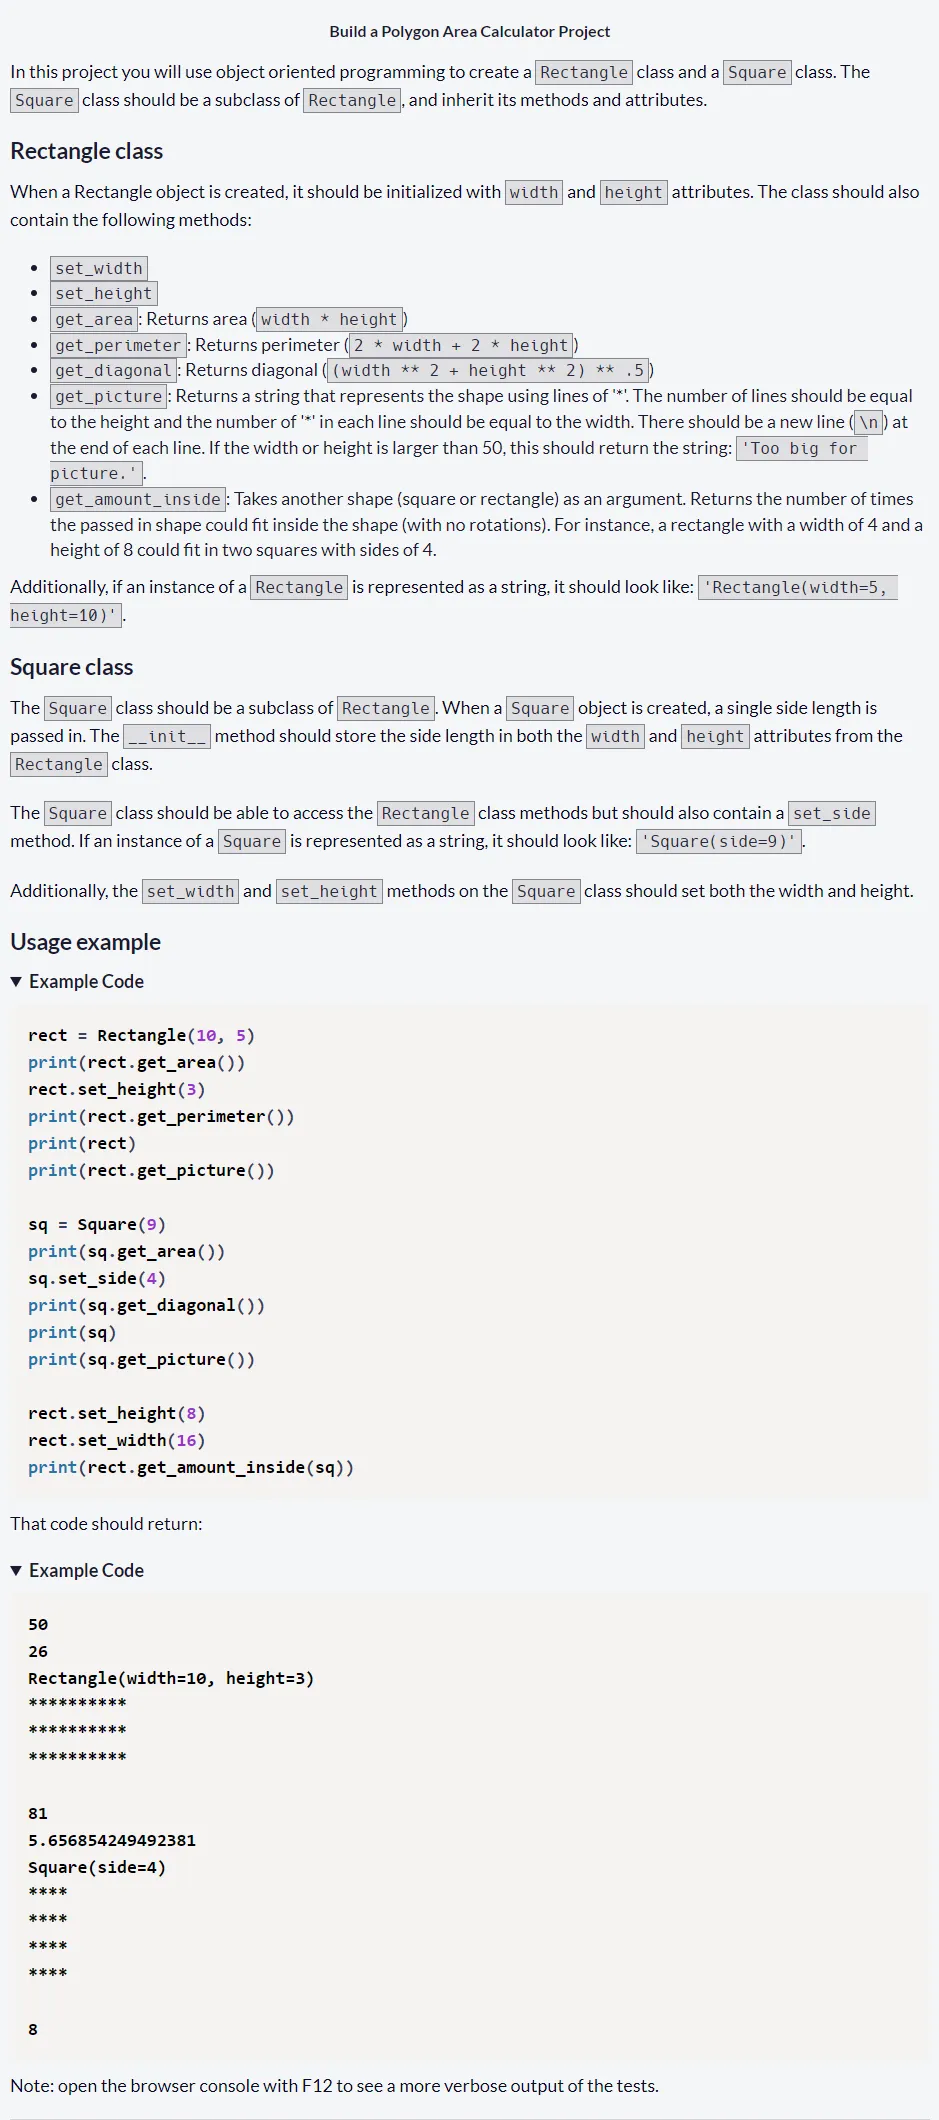 Build a Polygon Area Calculator Project
In this project you will use object oriented programming to create a Rectangle class and a Square class. The
Square class should be a subclass of Rectangle, and inherit its methods and attributes.
Rectangle class
When a Rectangle object is created, it should be initialized with width and height attributes. The class should also
contain the following methods:
• set_width
• set_height
• get_area: Returns area (width * height)
• get_perimeter: Returns perimeter (2 * width + 2 * height)
• get_diagonal: Returns diagonal ((width ** 2 + height ** 2) ** .5)
• get_picture: Returns a string that represents the shape using lines of '*'. The number of lines should be equal
to the height and the number of '*' in each line should be equal to the width. There should be a new line (\n) at
the end of each line. If the width or height is larger than 50, this should return the string: 'Too big for
picture.'.
• get_amount_inside: Takes another shape (square or rectangle) as an argument. Returns the number of times
the passed in shape could fit inside the shape (with no rotations). For instance, a rectangle with a width of 4 and a
height of 8 could fit in two squares with sides of 4.
Additionally, if an instance of a Rectangle is represented as a string, it should look like: 'Rectangle(width=5,
height=10)'.
Square class
The Square class should be a subclass of Rectangle. When a Square object is created, a single side length is
passed in. The __init__ method should store the side length in both the width and height attributes from the
Rectangle class.
The Square class should be able to access the Rectangle class methods but should also contain a set_side
method. If an instance of a Square is represented as a string, it should look like: 'Square(side=9)'.
Additionally, the set_width and set_height methods on the Square class should set both the width and height.
Usage example
▼ Example Code
rect = Rectangle(10, 5)
print(rect.get_area())
rect.set_height(3)
print(rect.get_perimeter())
print(rect)
print(rect.get_picture())
sq = Square(9)
print(sq.get_area())
sq.set_side(4)
print(sq.get_diagonal())
print(sq)
print(sq.get_picture())
rect.set_height(8)
rect.set_width(16)
print(rect.get_amount_inside(sq))
That code should return:
▼ Example Code
50
26
Rectangle(width=10, height=3)
**********
**********
**********
81
5.656854249492381
Square(side=4)
****
****
****
****
8
Note: open the browser console with F12 to see a more verbose output of the tests.